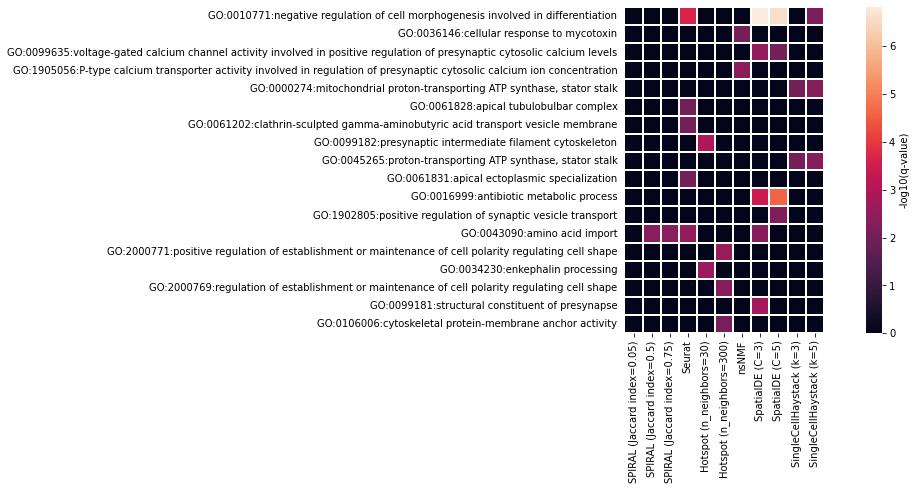 GO:0010771:negative regulation of cell morphogenesis involved in differentiation
GO:0036146:cellular response to mycotoxin
GO:0099635:voltage-gated calcium channel activity involved in positive regulation of presynaptic cytosolic calcium levels
GO:1905056:P-type calcium transporter activity involved in regulation of presynaptic cytosolic calcium ion concentration
GO:0000274:mitochondrial proton-transporting ATP synthase, stator stalk
GO:0061828:apical tubulobulbar complex
GO:0061202:clathrin-sculpted gamma-aminobutyric acid transport vesicle membrane
GO:0099182:presynaptic intermediate filament cytoskeleton
GO:0045265:proton-transporting ATP synthase, stator stalk
GO:0061831:apical ectoplasmic specialization
GO:0016999:antibiotic metabolic process
GO:1902805:positive regulation of synaptic vesicle transport
GO:0043090:amino acid import
GO:2000771:positive regulation of establishment or maintenance of cell polarity regulating cell shape
GO:0034230:enkephalin processing
GO:2000769:regulation of establishment or maintenance of cell polarity regulating cell shape
GO:0099181:structural constituent of presynapse
GO:0106006:cytoskeletal protein-membrane anchor activity
SPIRAL (Jaccard index=0.05)
SPIRAL (Jaccard index=0.5)
SPIRAL (Jaccard index=0.75)
Seurat
Hotspot (n_neighbors=30)
Hotspot (n_neighbors=300)
nsNMF
SpatialDE (C=3)
SpatialDE (C=5)
SingleCellHaystack (k=3)
SingleCellHaystack (k=5)
6
5
4
3
2
1
0
-log10(q-value)